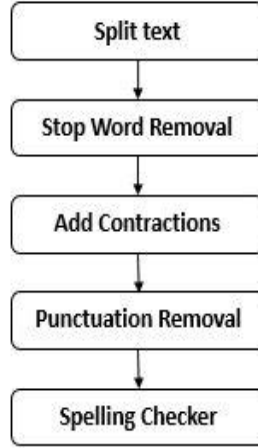 Split text
Stop Word Removal
Add Contractions
Punctuation Removal
Spelling Checker